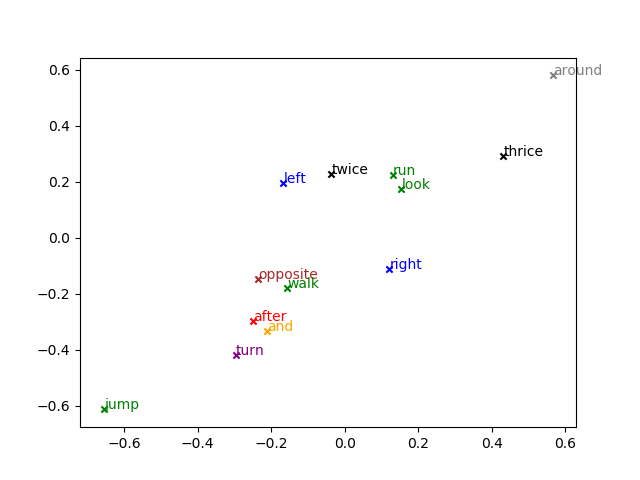 around
0.6
0.4
thrice
twice
run
left
look
0.2
0.0
right
opposite
walk
−0.2
after
and
turn
−0.4
jump
−0.6
−0.6 −0.4 −0.2 0.0 0.2 0.4 0.6